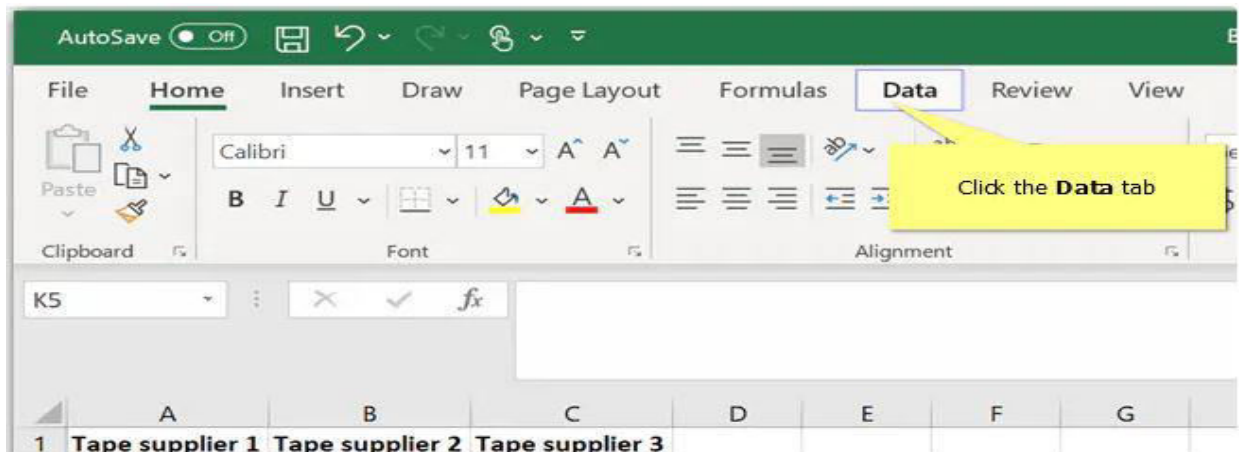 AutoSave Off
File Home Insert Draw Page Layout Formulas Data Review View
Calibri 11 A A
Paste B I U A
Click the Data tab
Clipboard Font Alignment
K5 fx
A B C D E F G
1 Tape supplier 1 Tape supplier 2 Tape supplier 3